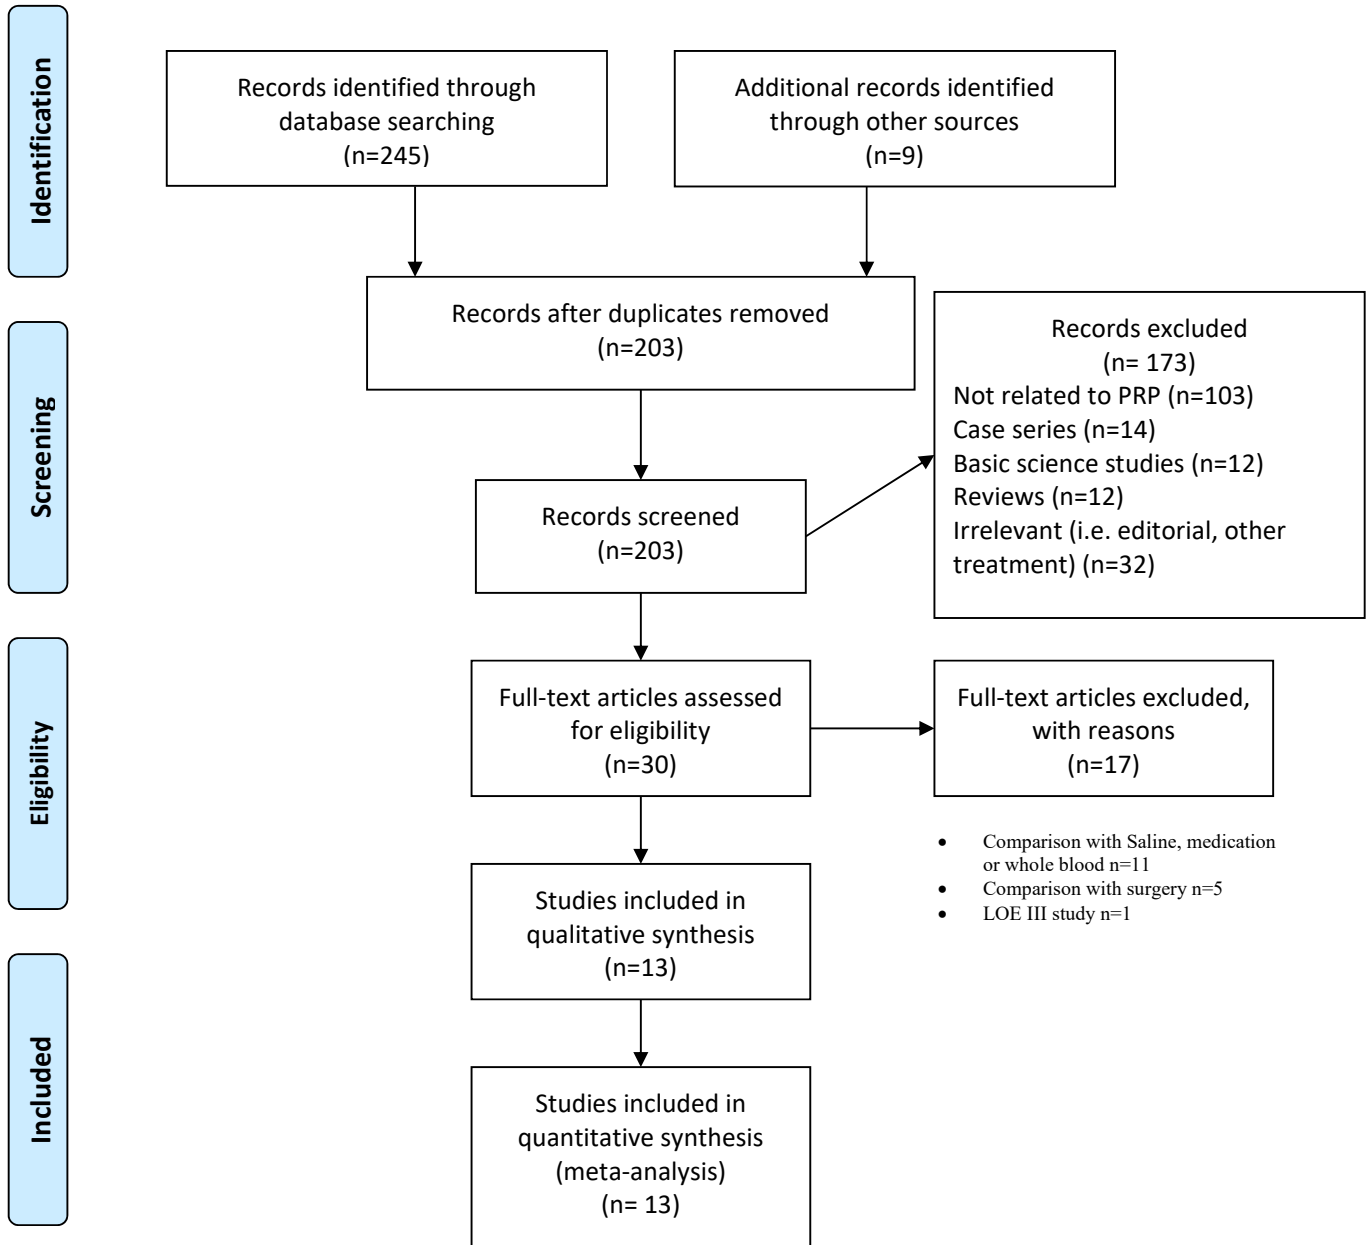 Identification
Records identified through
database searching
(n=245)
Additional records identified
through other sources
(n=9)
Records after duplicates removed
(n=203)
Screening
Records screened
(n=203)
Records excluded
(n= 173)
Not related to PRP (n=103)
Case series (n=14)
Basic science studies (n=12)
Reviews (n=12)
Irrelevant (i.e. editorial, other
treatment) (n=32)
Eligibility
Full-text articles assessed
for eligibility
(n=30)
Full-text articles excluded,
with reasons
(n=17)
• Comparison with Saline, medication
or whole blood n=11
• Comparison with surgery n=5
• LOE III study n=1
Studies included in
qualitative synthesis
(n=13)
Included
Studies included in
quantitative synthesis
(meta-analysis)
(n= 13)